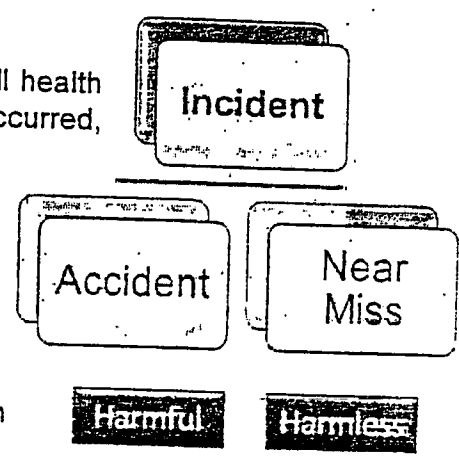 ll health
ccurred,
Incident
Accident
Near
Miss
n
Harmful
Harmless